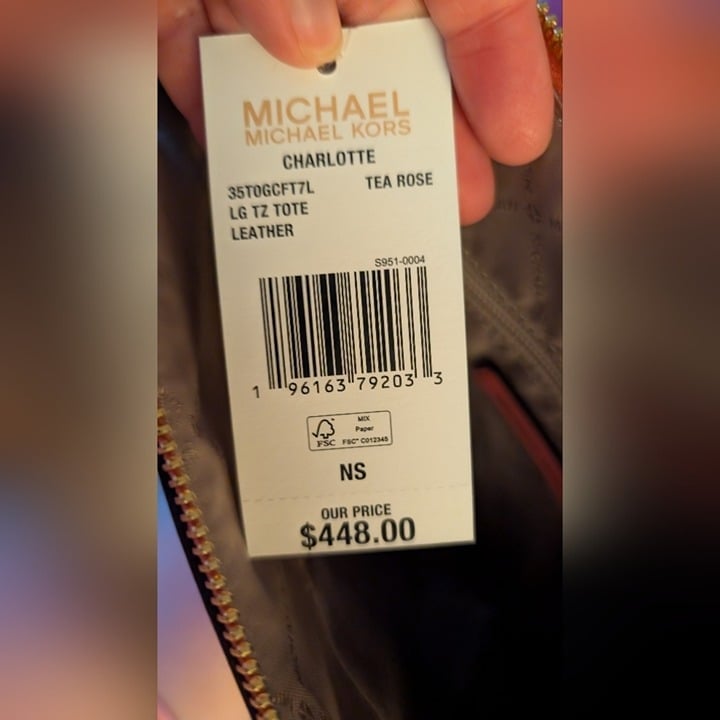 MICHAEL
MICHAEL KORS
CHARLOTTE
35T0GCFT7L TEA ROSE
LG TZ TOTE
LEATHER
S951-0004
1 96163 79203 3
MIX
Paper
FSC FSC™ C012345
NS
OUR PRICE
$448.00